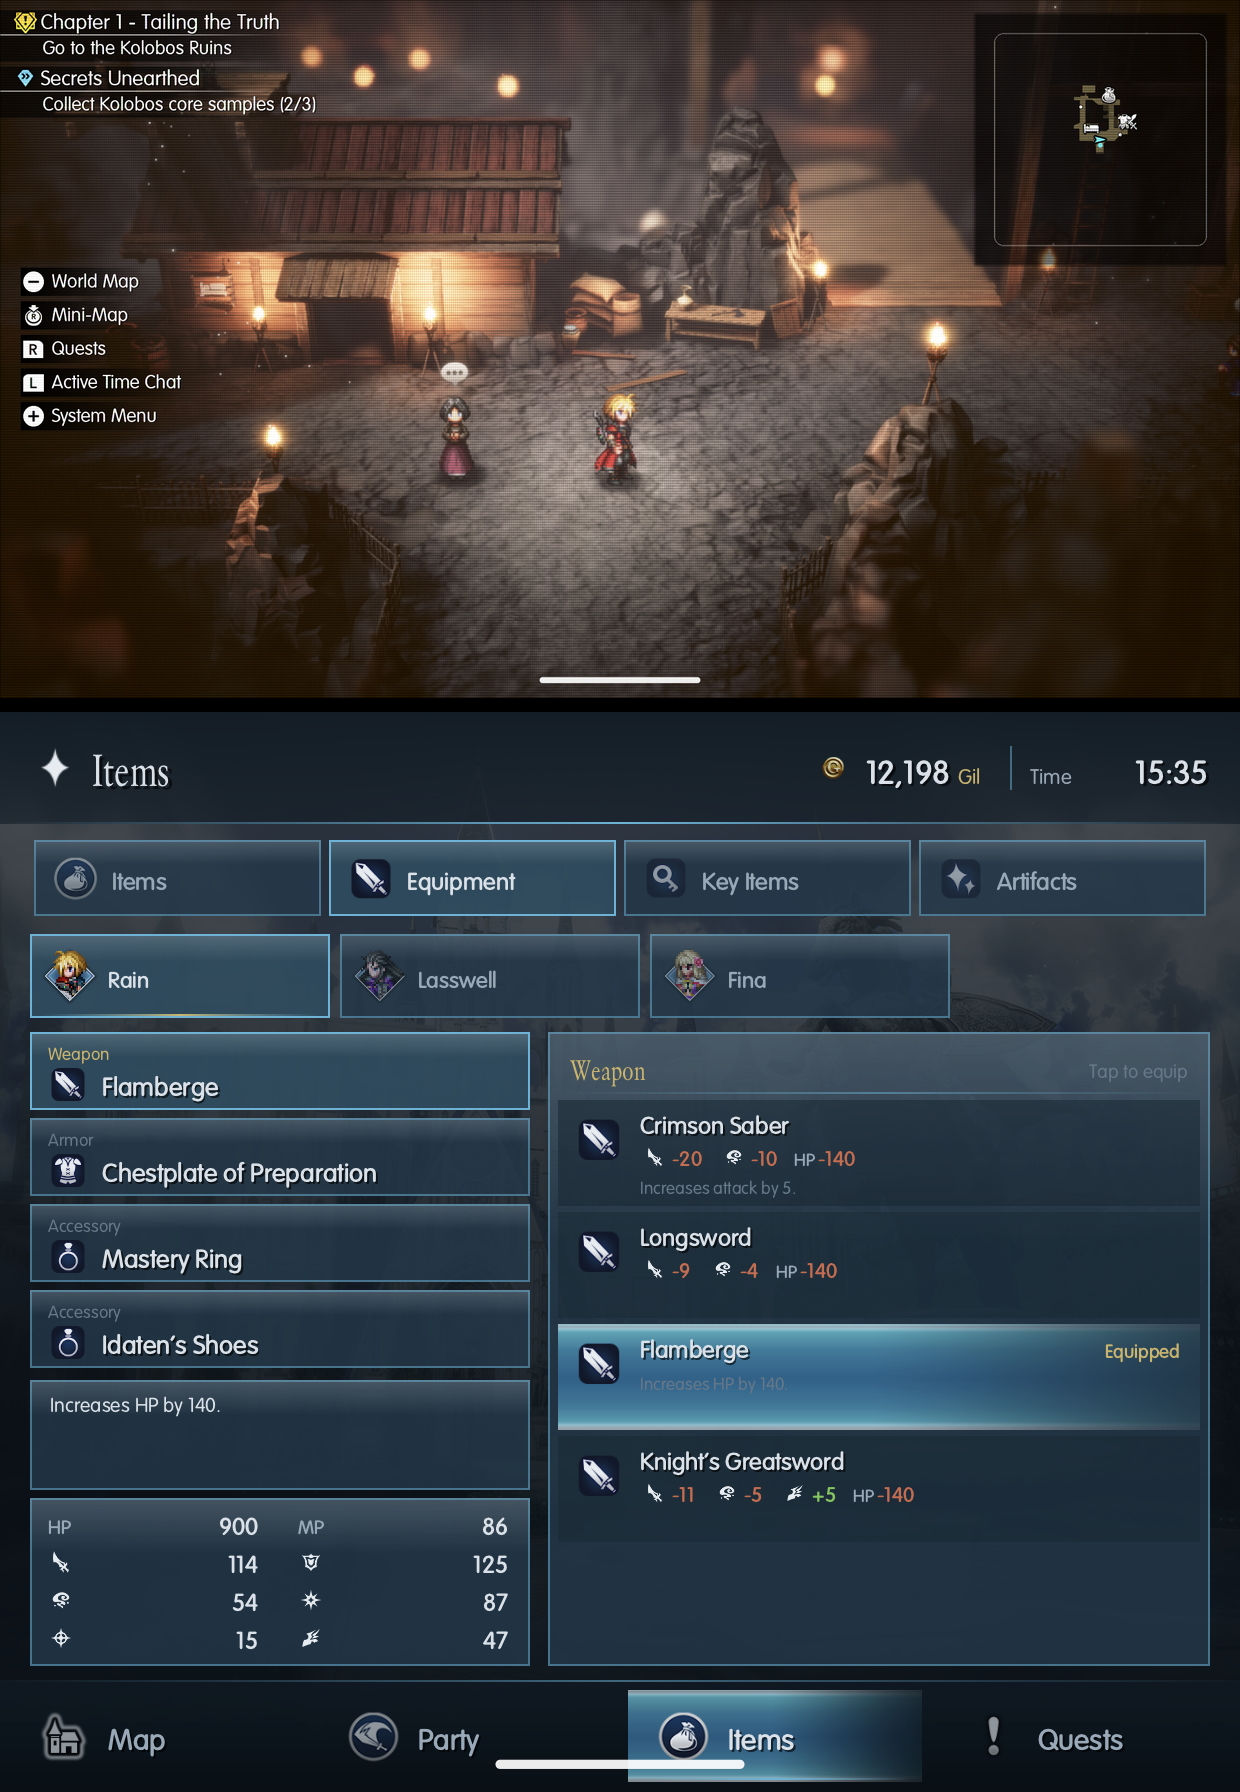 Chapter 1 - Tailing the Truth
Go to the Kolobos Ruins
Secrets Unearthed
Collect Kolobos core samples (2/3)
World Map
Mini-Map
R Quests
L Active Time Chat
System Menu
Items
12,198 Gil
Time 15:35
Items
Equipment
Key Items
Artifacts
Rain
Lasswell
Fina
Weapon
Flamberge
Armor
Chestplate of Preparation
Accessory
Mastery Ring
Accessory
Idaten's Shoes
Increases HP by 140.
HP 900 MP 86
114 125
54 87
15 47
Weapon
Tap to equip
Crimson Saber
-20 -10 HP -140
Increases attack by 5.
Longsword
-9 -4 HP -140
Flamberge
Equipped
Increases HP by 140.
Knight's Greatsword
-11 -5 +5 HP -140
Map
Party
Items
Quests